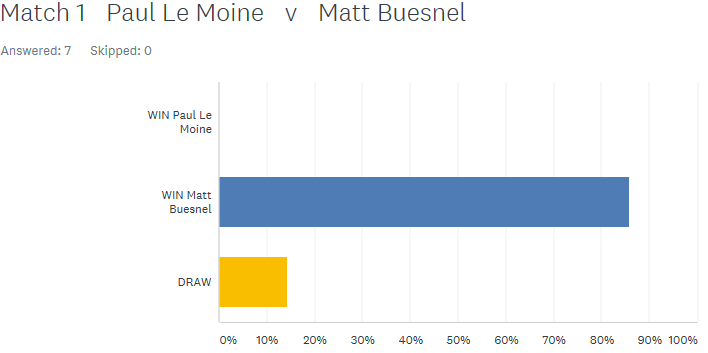 Match 1 Paul Le Moine v Matt Buesnel
Answered: 7 Skipped: 0
WIN Paul Le
Moine
WIN Matt
Buesnel
DRAW
0% 10% 20% 30% 40% 50% 60% 70% 80% 90% 100%